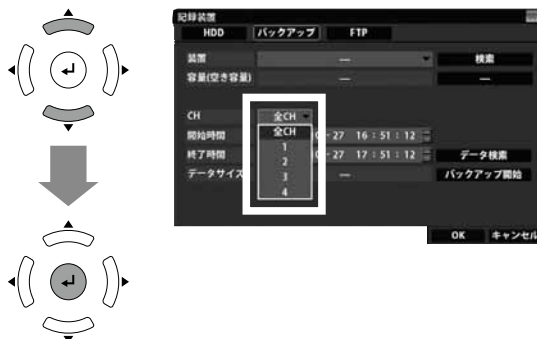 記録装置
HDD バックアップ FTP
装置 — 検索
容量(空き容量) — —
CH 全CH
全CH
開始時間 -27 16:51:12
1
終了時間 -27 17:51:12 データ検索
2
データサイズ — バックアップ開始
3
4
OK キャンセル